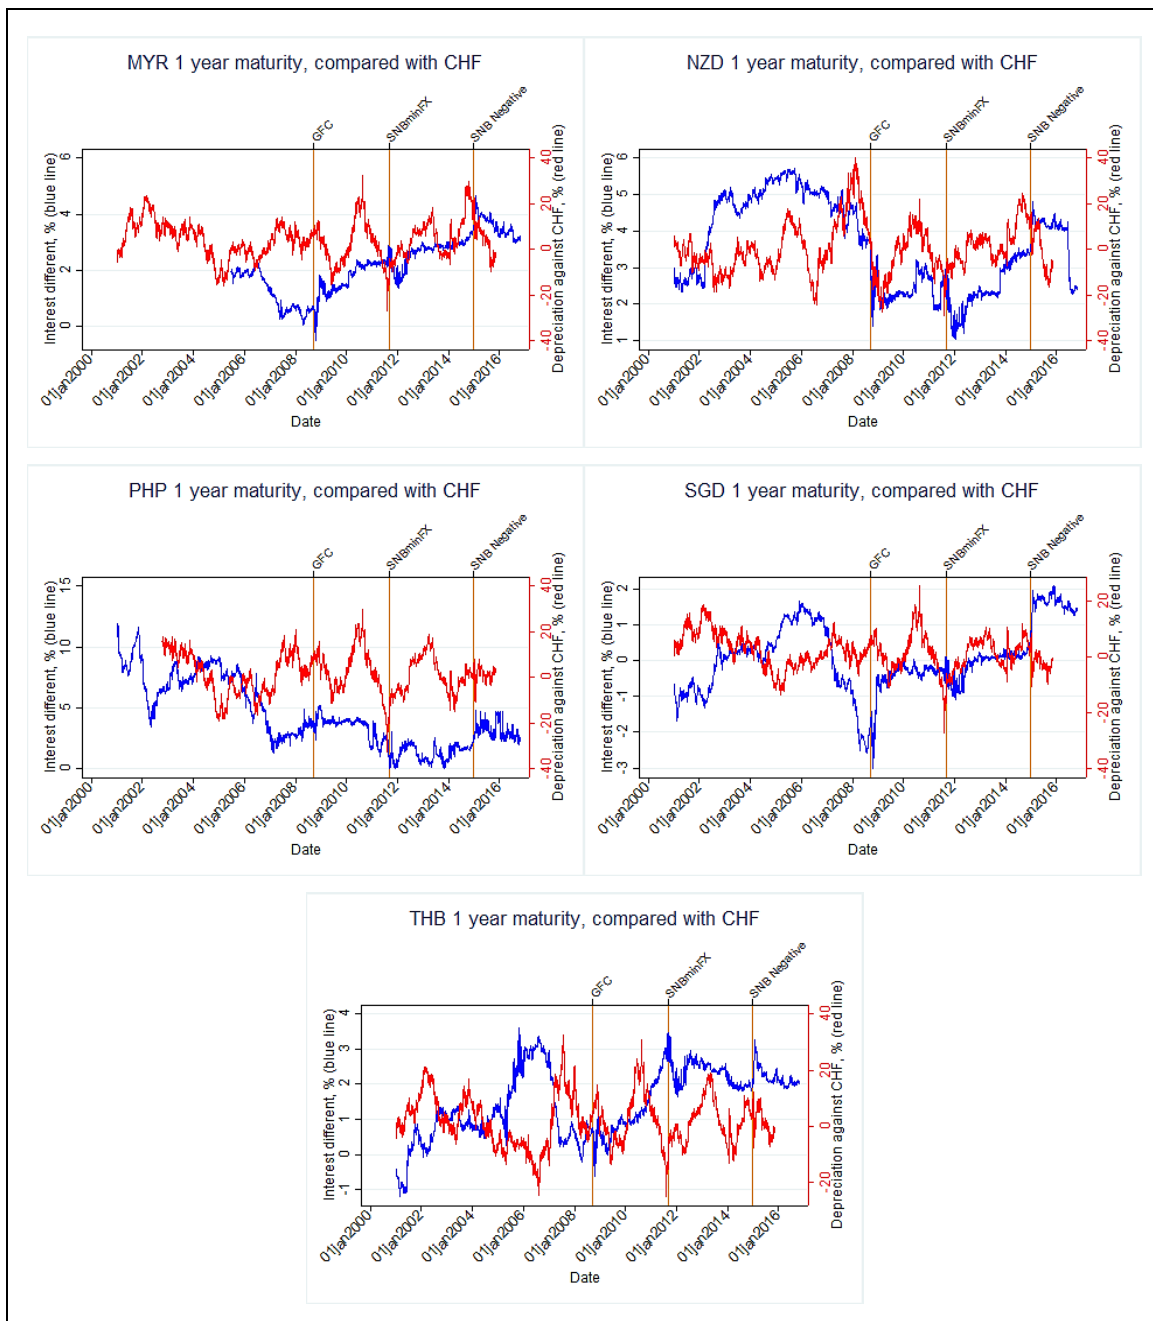 MYR 1 year maturity, compared with CHF
GFC
SNBminFX
SNB Negative
Interest different, % (blue line)
6
4
2
0
40
20
0
-20
-40
Depreciation against CHF, % (red line)
01jan2000
01jan2002
01jan2004
01jan2006
01jan2008
01jan2010
01jan2012
01jan2014
01jan2016
Date
NZD 1 year maturity, compared with CHF
GFC
SNBminFX
SNB Negative
Interest different, % (blue line)
6
5
4
3
2
1
40
20
0
-20
-40
Depreciation against CHF, % (red line)
01jan2000
01jan2002
01jan2004
01jan2006
01jan2008
01jan2010
01jan2012
01jan2014
01jan2016
Date
PHP 1 year maturity, compared with CHF
GFC
SNBminFX
SNB Negative
Interest different, % (blue line)
15
10
5
0
40
20
0
-20
-40
Depreciation against CHF, % (red line)
01jan2000
01jan2002
01jan2004
01jan2006
01jan2008
01jan2010
01jan2012
01jan2014
01jan2016
Date
SGD 1 year maturity, compared with CHF
GFC
SNBminFX
SNB Negative
Interest different, % (blue line)
2
1
0
-1
-2
-3
20
0
-20
-40
Depreciation against CHF, % (red line)
01jan2000
01jan2002
01jan2004
01jan2006
01jan2008
01jan2010
01jan2012
01jan2014
01jan2016
Date
THB 1 year maturity, compared with CHF
GFC
SNBminFX
SNB Negative
Interest different, % (blue line)
4
3
2
1
0
-1
40
20
0
-20
Depreciation against CHF, % (red line)
01jan2000
01jan2002
01jan2004
01jan2006
01jan2008
01jan2010
01jan2012
01jan2014
01jan2016
Date